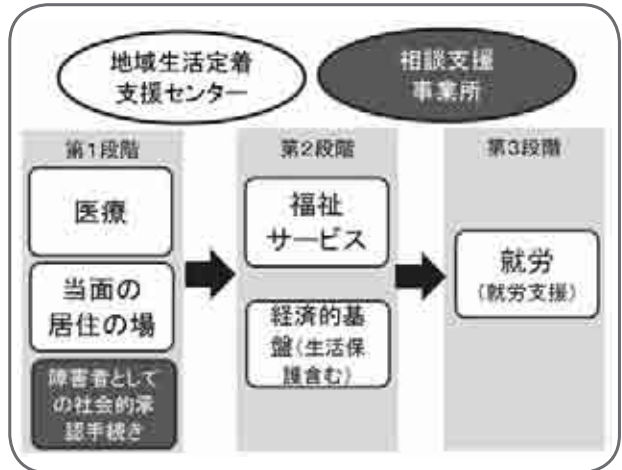 地域生活定着
支援センター
相談支援
事業所
第1段階
医療
当面の
居住の場
障害者として
の社会的承
認手続き
第2段階
福祉
サービス
経済的基
盤(生活保
護含む)
第3段階
就労
(就労支援)